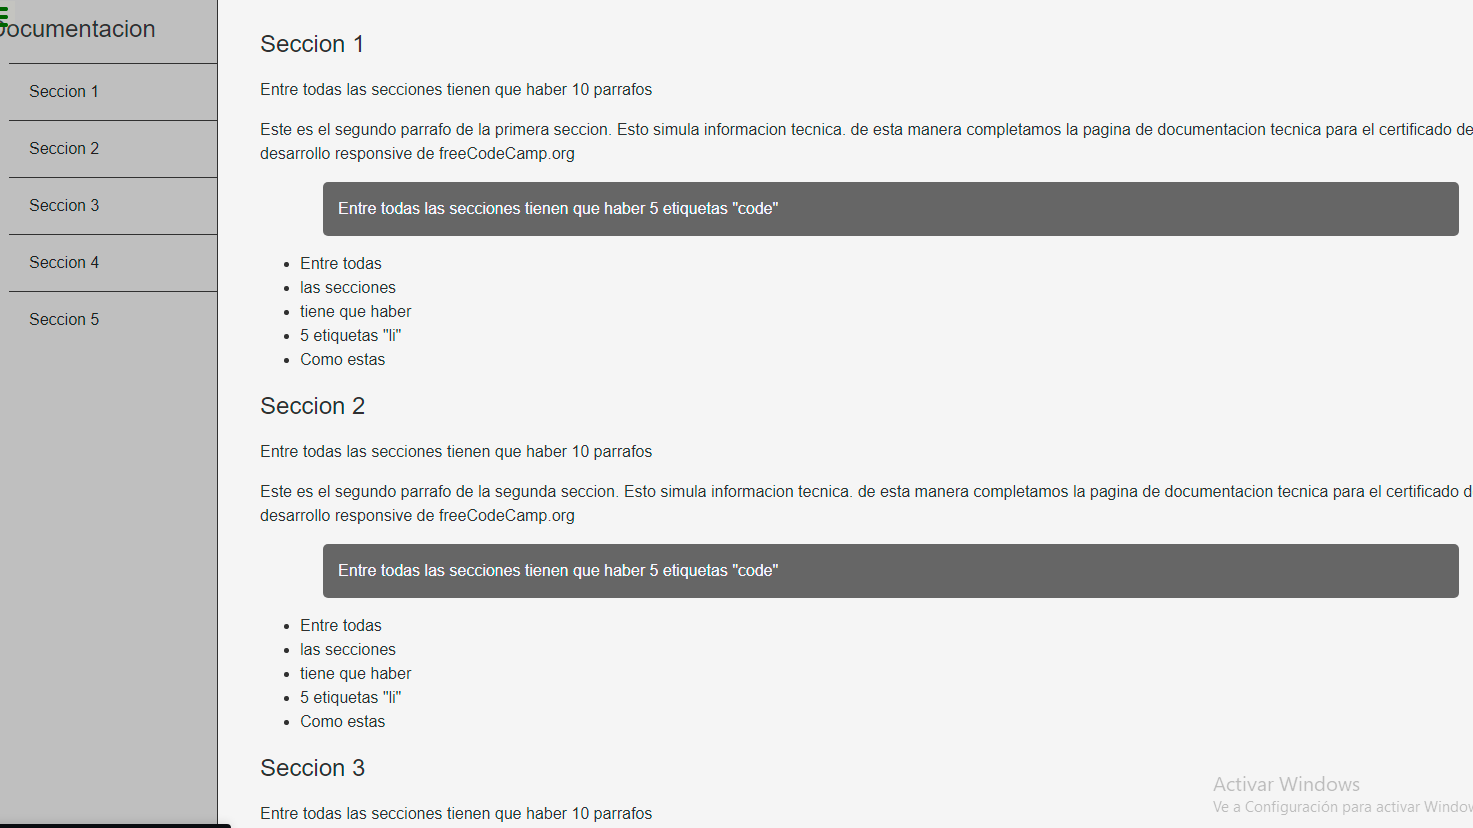 Documentacion
Seccion 1
Seccion 2
Seccion 3
Seccion 4
Seccion 5
Seccion 1
Entre todas las secciones tienen que haber 10 parrafos
Este es el segundo parrafo de la primera seccion. Esto simula informacion tecnica. de esta manera completamos la pagina de documentacion tecnica para el certificado de
desarrollo responsive de freeCodeCamp.org
Entre todas las secciones tienen que haber 5 etiquetas "code"
Entre todas
las secciones
tiene que haber
5 etiquetas "li"
Como estas
Seccion 2
Entre todas las secciones tienen que haber 10 parrafos
Este es el segundo parrafo de la segunda seccion. Esto simula informacion tecnica. de esta manera completamos la pagina de documentacion tecnica para el certificado d
desarrollo responsive de freeCodeCamp.org
Entre todas las secciones tienen que haber 5 etiquetas "code"
Entre todas
las secciones
tiene que haber
5 etiquetas "li"
Como estas
Seccion 3
Entre todas las secciones tienen que haber 10 parrafos
Activar Windows
Ve a Configuración para activar Window